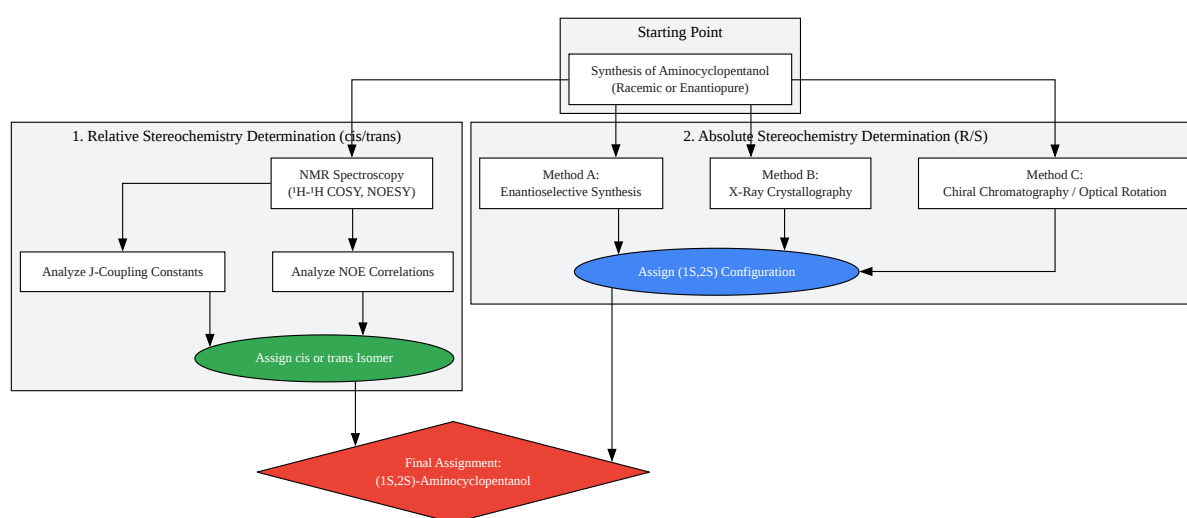 Starting Point
Synthesis of Aminocyclopentanol
(Racemic or Enantiopure)
1. Relative Stereochemistry Determination (cis/trans)
NMR Spectroscopy
(¹H-¹H COSY, NOESY)
Analyze J-Coupling Constants
Analyze NOE Correlations
Assign cis or trans Isomer
2. Absolute Stereochemistry Determination (R/S)
Method A:
Enantioselective Synthesis
Method B:
X-Ray Crystallography
Method C:
Chiral Chromatography / Optical Rotation
Assign (1S,2S) Configuration
Final Assignment:
(1S,2S)-Aminocyclopentanol